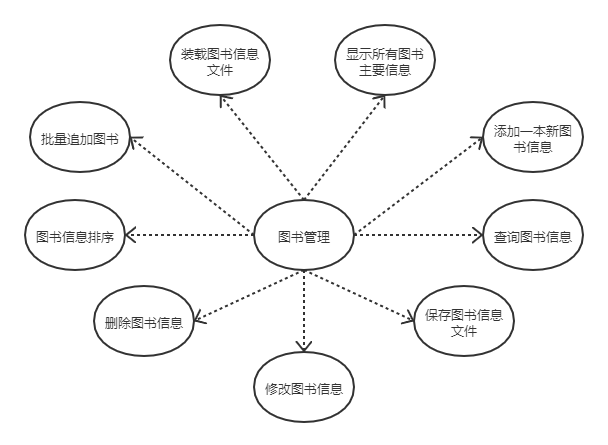 装载图书信息
文件
显示所有图书
主要信息
批量追加图书
添加一本新图
书信息
图书信息排序
图书管理
查询图书信息
删除图书信息
保存图书信息
文件
修改图书信息